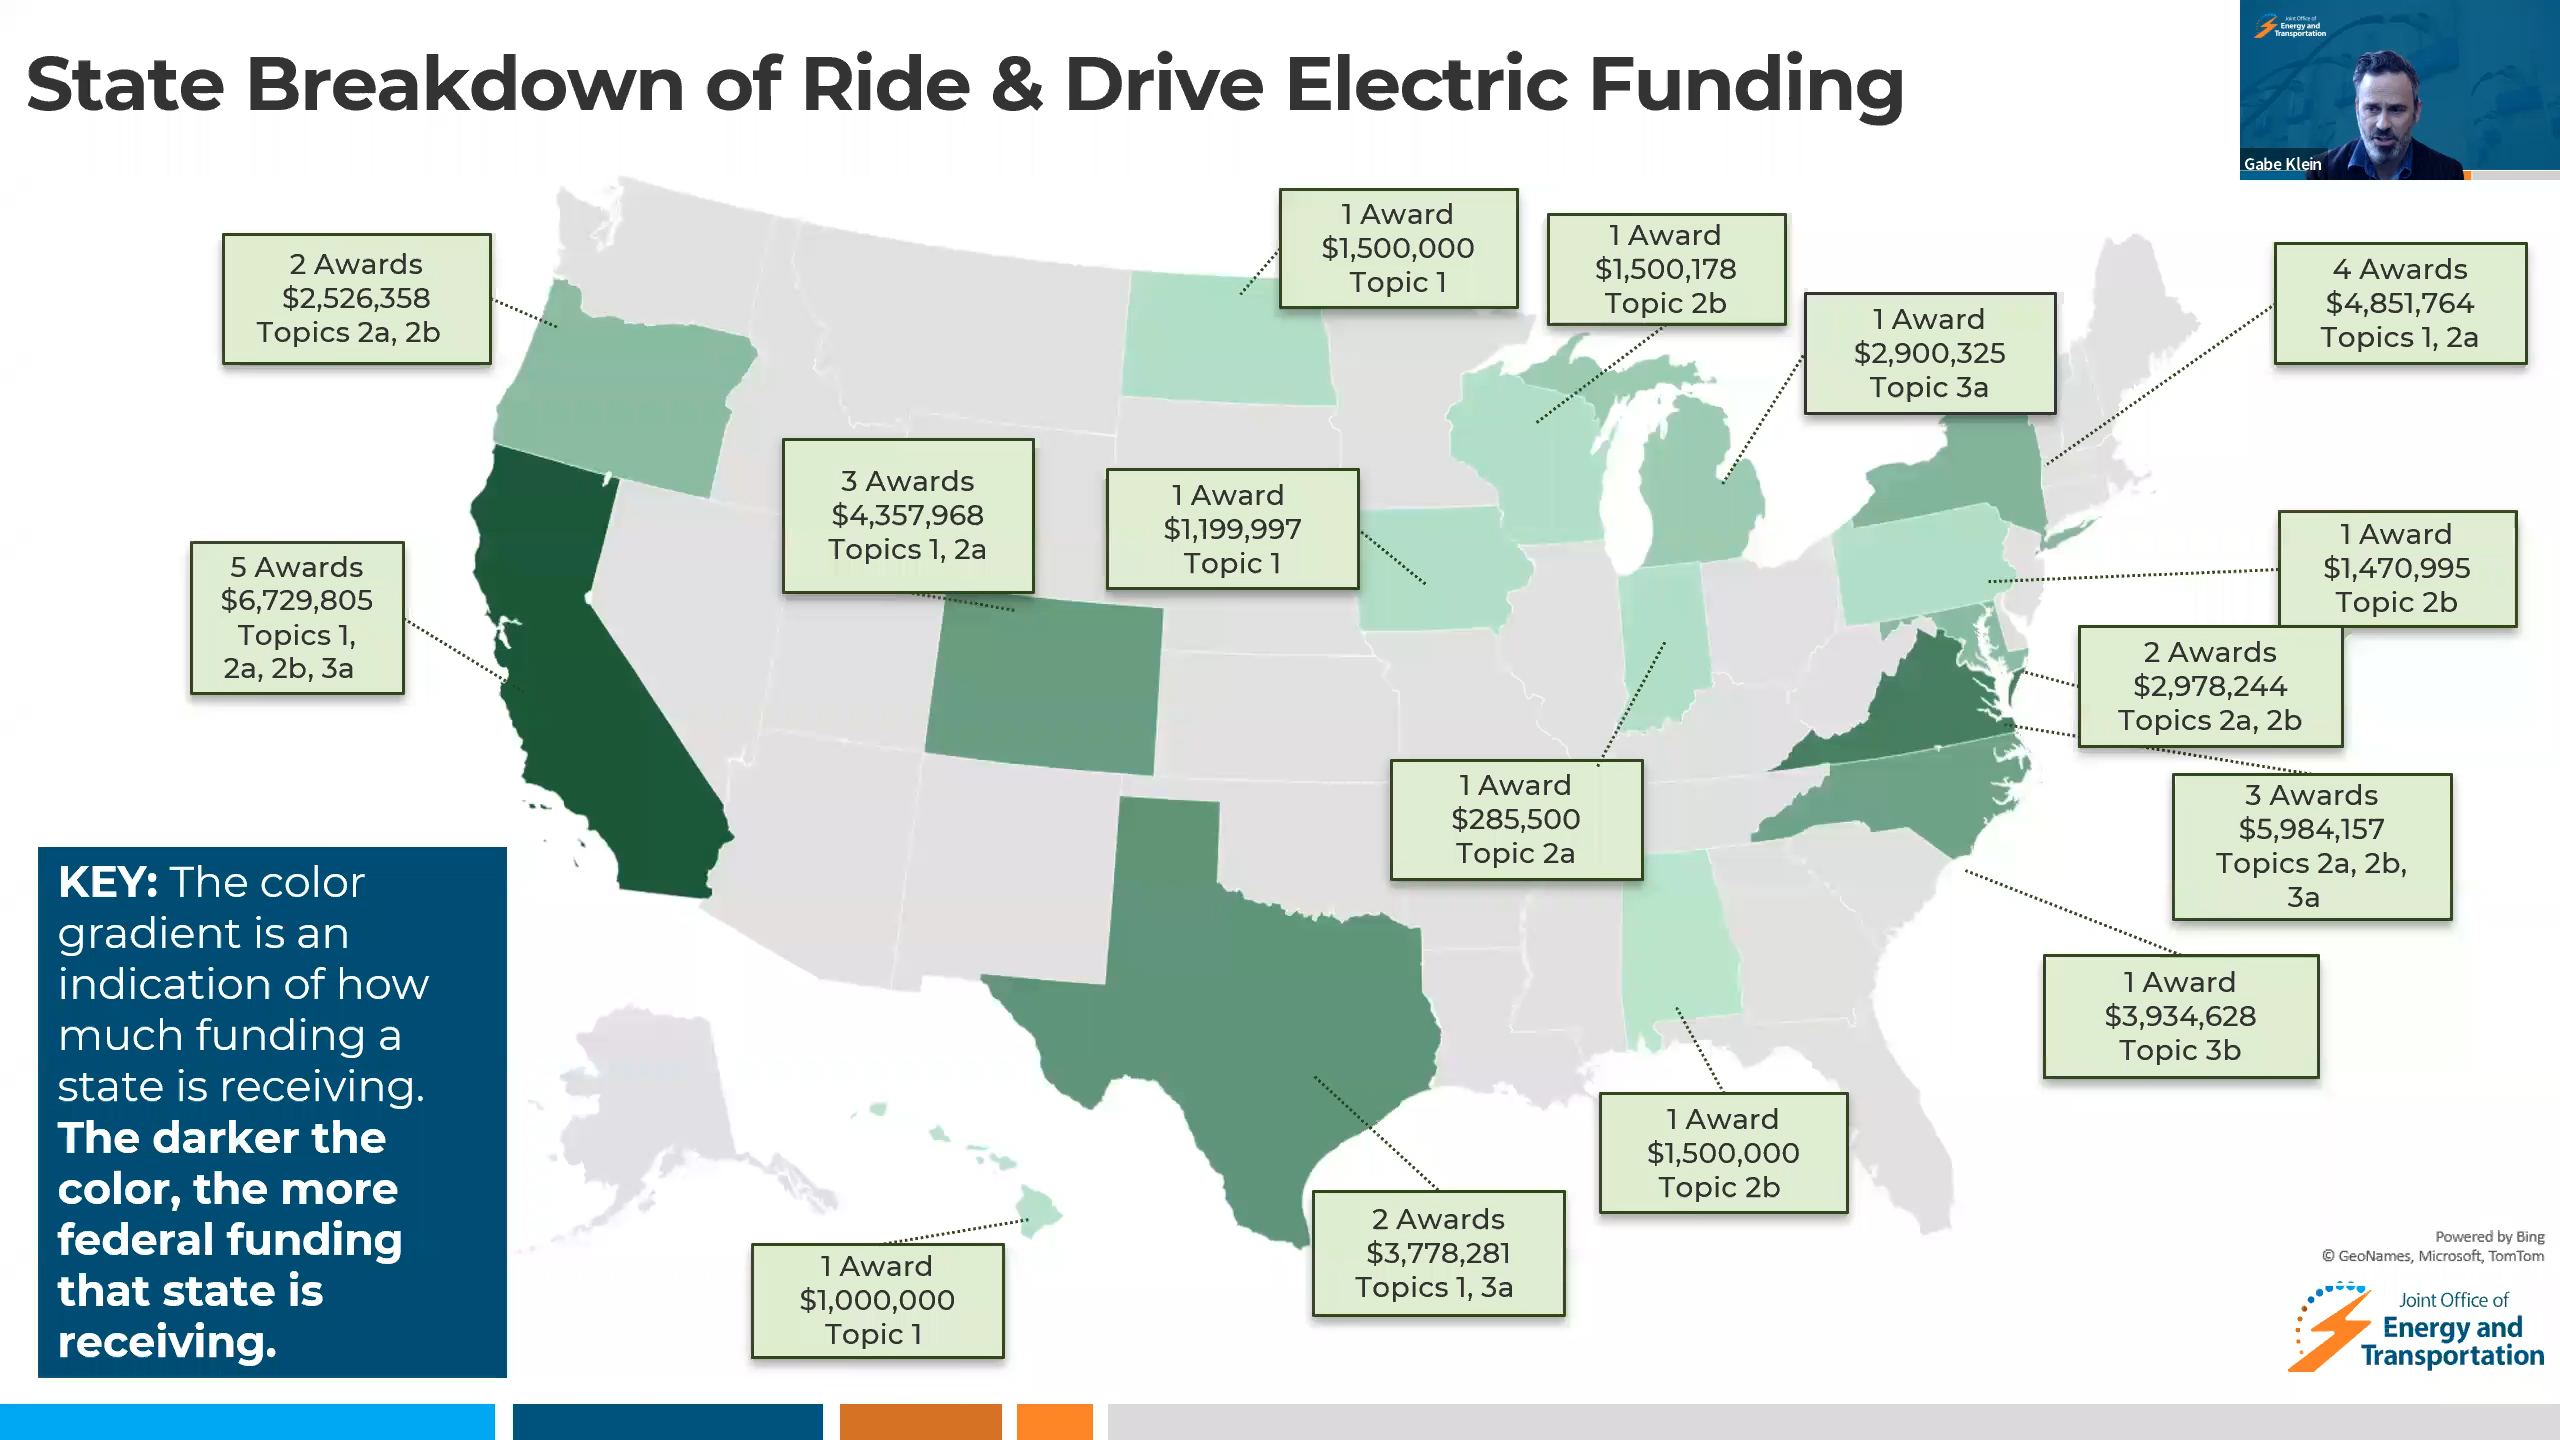 State Breakdown of Ride & Drive Electric Funding
Joint Office of
Energy and
Transportation
Gabe Klein
1 Award
$1,500,000
Topic 1
1 Award
$1,500,178
Topic 2b
2 Awards
$2,526,358
Topics 2a, 2b
4 Awards
$4,851,764
Topics 1, 2a
1 Award
$2,900,325
Topic 3a
3 Awards
$4,357,968
Topics 1, 2a
1 Award
$1,199,997
Topic 1
1 Award
$1,470,995
Topic 2b
5 Awards
$6,729,805
Topics 1,
2a, 2b, 3a
2 Awards
$2,978,244
Topics 2a, 2b
1 Award
$285,500
Topic 2a
3 Awards
$5,984,157
Topics 2a, 2b,
3a
KEY: The color
gradient is an
indication of how
much funding a
state is receiving.
The darker the
color, the more
federal funding
that state is
receiving.
1 Award
$3,934,628
Topic 3b
1 Award
$1,500,000
Topic 2b
2 Awards
$3,778,281
Topics 1, 3a
1 Award
$1,000,000
Topic 1
Powered by Bing
© GeoNames, Microsoft, TomTom
Joint Office of
Energy and
Transportation